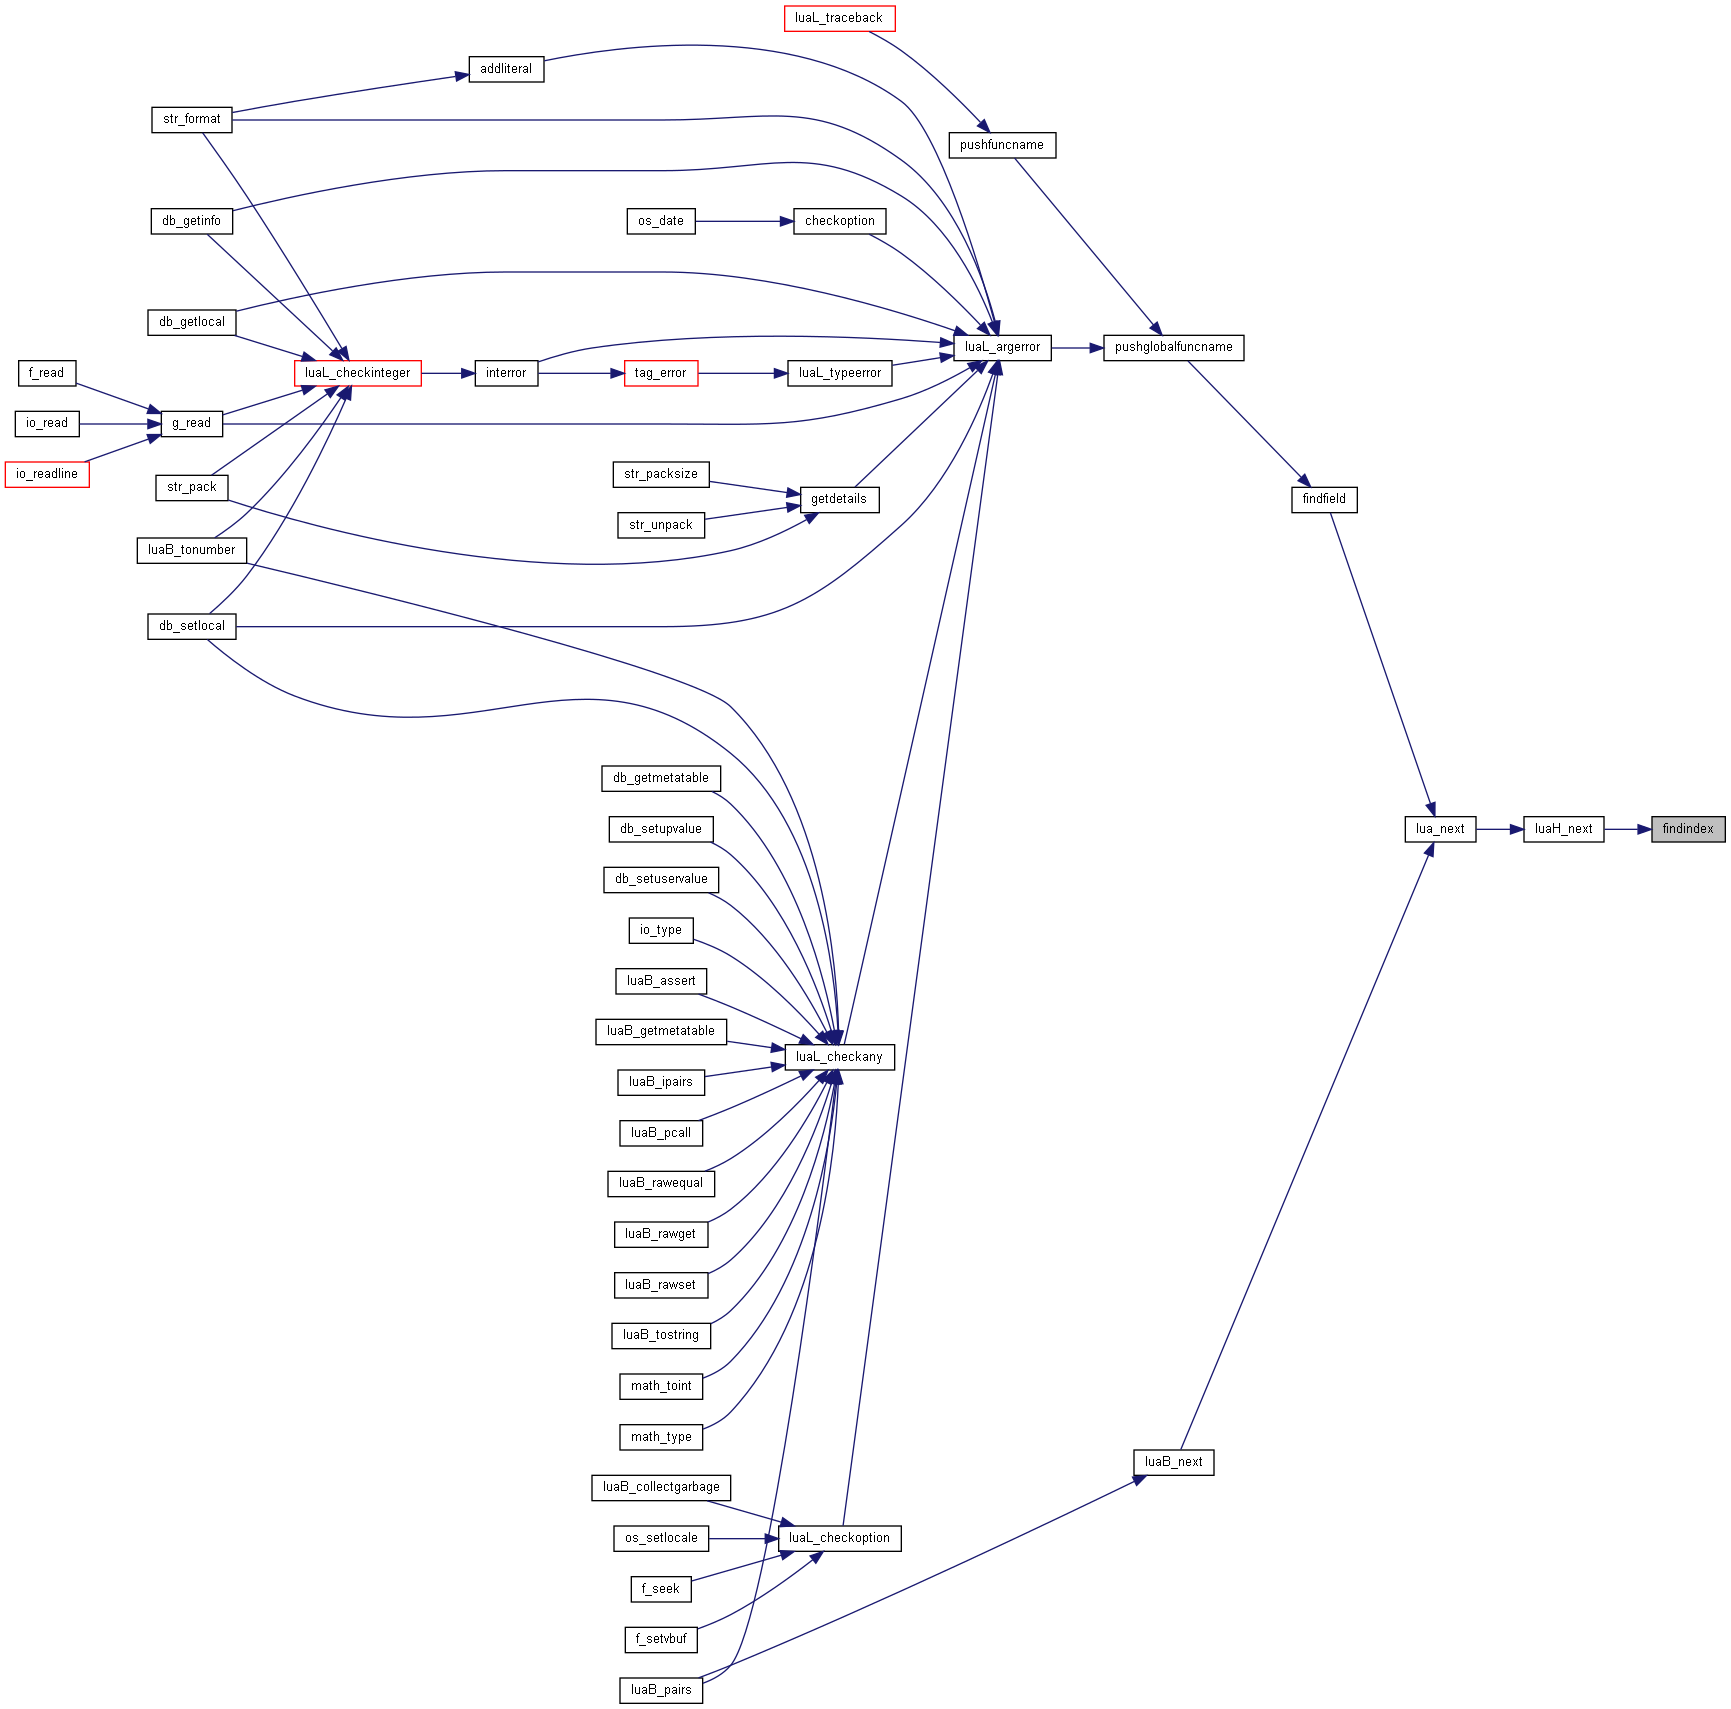 luaL_traceback
addliteral
str_format
pushfuncname
db_getinfo
os_date
checkoption
db_getlocal
luaL_argerror
pushglobalfuncname
f_read
luaL_checkinteger
interror
tag_error
luaL_typeerror
io_read
g_read
io_readline
str_packsize
str_pack
getdetails
findfield
str_unpack
luaB_tonumber
db_setlocal
db_getmetatable
db_setupvalue
lua_next
luaH_next
findindex
db_setuservalue
io_type
luaB_assert
luaB_getmetatable
luaL_checkany
luaB_ipairs
luaB_pcall
luaB_rawequal
luaB_rawget
luaB_rawset
luaB_tostring
math_toint
math_type
luaB_next
luaB_collectgarbage
os_setlocale
luaL_checkoption
f_seek
f_setvbuf
luaB_pairs